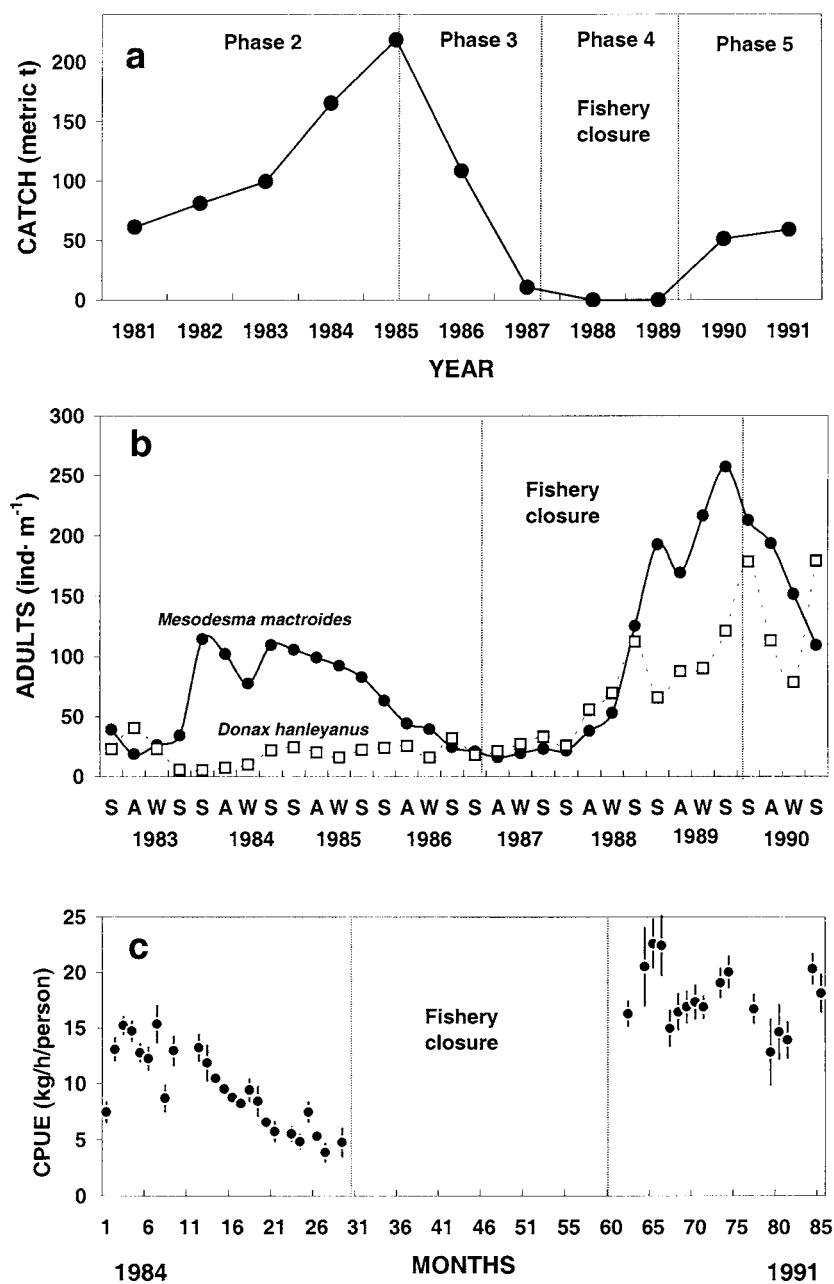 a
Phase 2
Phase 3
Phase 4
Phase 5
Fishery
closure
CATCH (metric t)
200
150
100
50
0
1981 1982 1983 1984 1985 1986 1987 1988 1989 1990 1991
YEAR
b
300
250
200
150
100
50
0
ADULTS (ind· m-1)
Fishery
closure
Mesodesma mactroides
Donax hanleyanus
S A W S S A W S S A W S S A W S S A W S S A W S S A W S S A W S
1983 1984 1985 1986 1987 1988 1989 1990
c
25
20
15
10
5
0
CPUE (kg/h/person)
Fishery
closure
1 6 11 16 21 26 31 36 41 46 51 55 60 65 70 75 80 85
1984 MONTHS 1991